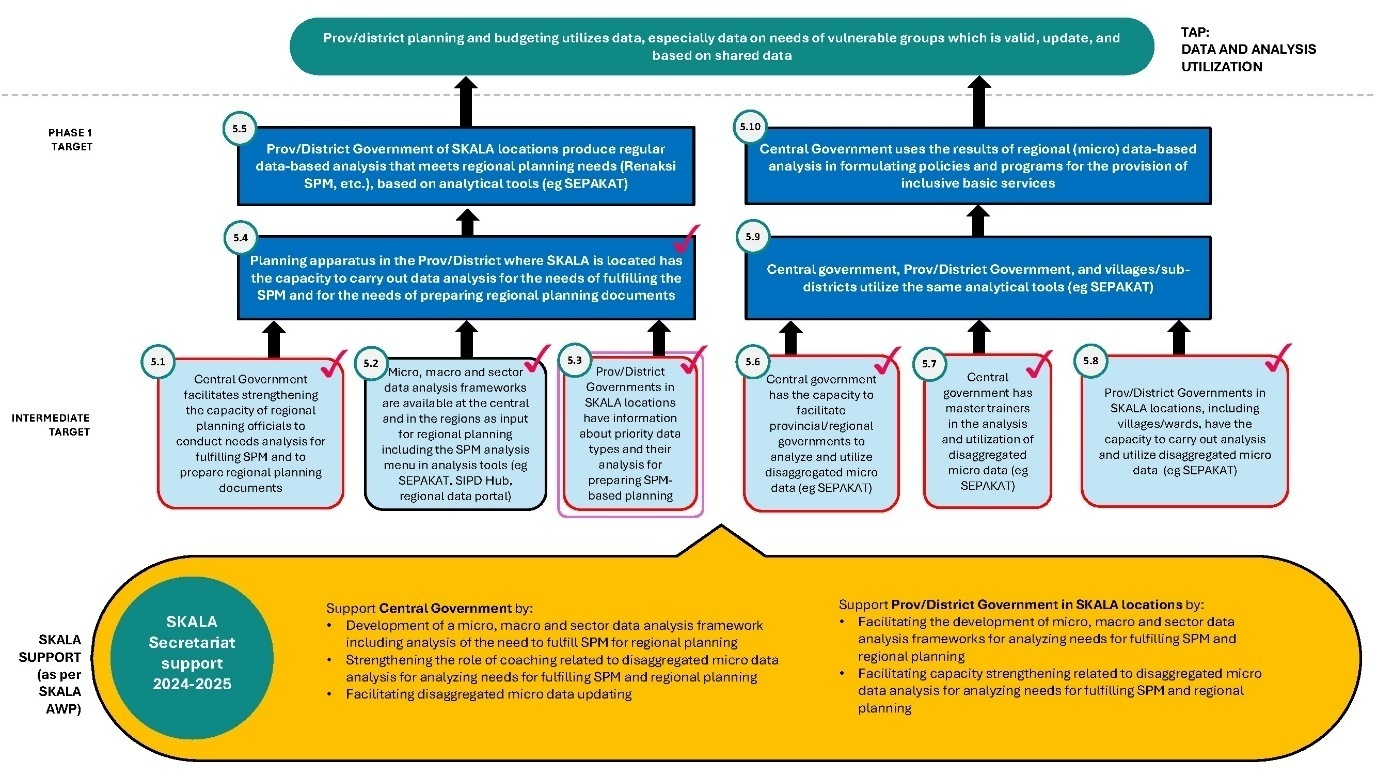 Prov/district planning and budgeting utilizes data, especially data on needs of vulnerable groups which is valid, update, and
based on shared data
TAP:
DATA AND ANALYSIS
UTILIZATION
PHASE 1
TARGET
5.5
Prov/District Government of SKALA locations produce regular
data-based analysis that meets regional planning needs (Renaksi
SPM, etc.), based on analytical tools (eg SEPAKAT)
5.10
Central Government uses the results of regional (micro) data-based
analysis in formulating policies and programs for the provision of
inclusive basic services
5.4
Planning apparatus in the Prov/District where SKALA is located has
the capacity to carry out data analysis for the needs of fulfilling the
SPM and for the needs of preparing regional planning documents
5.9
Central government, Prov/District Government, and villages/sub-
districts utilize the same analytical tools (eg SEPAKAT)
INTERMEDIATE
TARGET
5.1
Central Government
facilitates strengthening
the capacity of regional
planning officials to
conduct needs analysis for
fulfilling SPM and to
prepare regional planning
documents
5.2
Micro, macro and sector
data analysis frameworks
are available at the central
and in the regions as input
for regional planning
including the SPM analysis
menu in analysis tools (eg
SEPAKAT, SIPD Hub,
regional data portal)
5.3
Prov/District
Governments in
SKALA locations
have information
about priority data
types and their
analysis for
preparing SPM-
based planning
5.6
Central government
has the capacity to
facilitate
provincial/regional
governments to
analyze and utilize
disaggregated micro
data (eg SEPAKAT)
5.7
Central
government has
master trainers
in the analysis
and utilization of
disaggregated
micro data (eg
SEPAKAT)
5.8
Prov/District Governments in
SKALA locations, including
villages/wards, have the
capacity to carry out analysis
and utilize disaggregated micro
data (eg SEPAKAT)
SKALA
SUPPORT
(as per
SKALA
AWP)
SKALA
Secretariat
support
2024-2025
Support Central Government by:
• Development of a micro, macro and sector data analysis framework
including analysis of the need to fulfill SPM for regional planning
• Strengthening the role of coaching related to disaggregated micro data
analysis for analyzing needs for fulfilling SPM and regional planning
• Facilitating disaggregated micro data updating
Support Prov/District Government in SKALA locations by:
• Facilitating the development of micro, macro and sector data
analysis frameworks for analyzing needs for fulfilling SPM and
regional planning
• Facilitating capacity strengthening related to disaggregated micro
data analysis for analyzing needs for fulfilling SPM and regional
planning